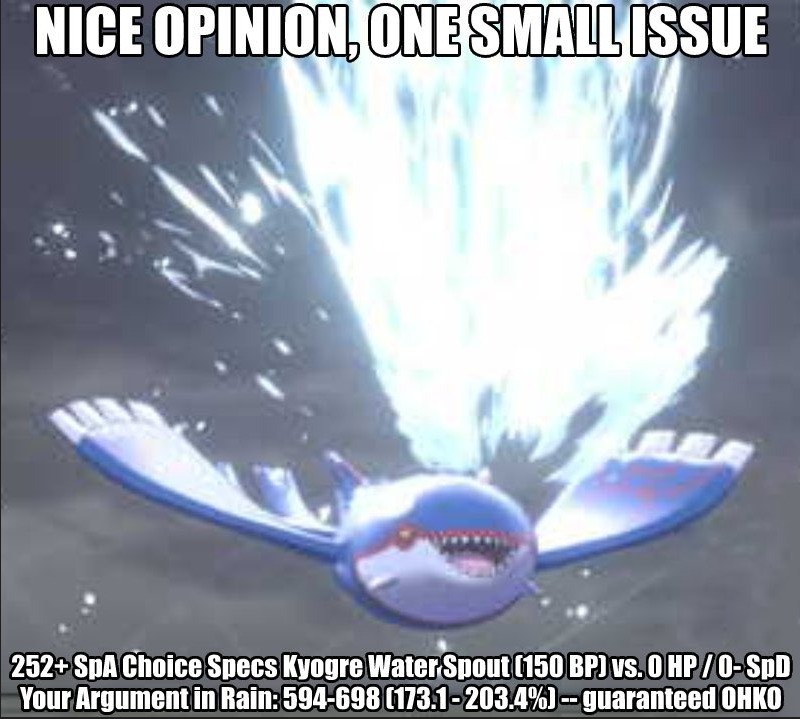 NICE OPINION, ONE SMALL ISSUE
252+ SpA Choice Specs Kyogre Water Spout (150 BP) vs. 0 HP / 0- SpD
Your Argument in Rain: 594-698 (173.1 - 203.4%) -- guaranteed OHKO